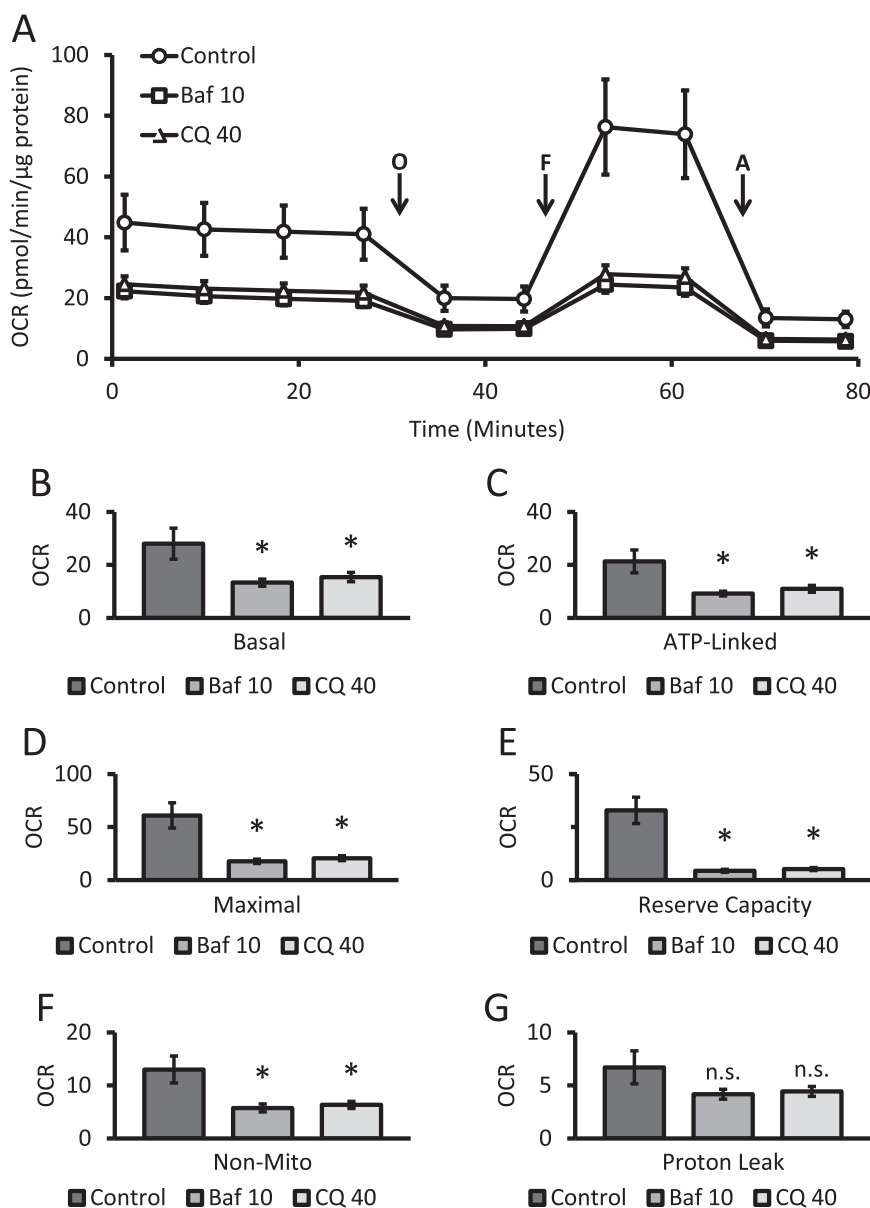 A
100
80
60
40
20
0
OCR (pmol/min/µg protein)
Control
Baf 10
CQ 40
O
F
A
0
20
40
60
80
Time (Minutes)
B
40
20
0
OCR
*
*
Basal
Control Baf 10 CQ 40
C
40
20
0
OCR
*
*
ATP-Linked
Control Baf 10 CQ 40
D
100
50
0
OCR
*
*
Maximal
Control Baf 10 CQ 40
E
50
0
OCR
*
*
Reserve Capacity
Control Baf 10 CQ 40
F
20
10
0
OCR
*
*
Non-Mito
Control Baf 10 CQ 40
G
10
5
0
OCR
n.s.
n.s.
Proton Leak
Control Baf 10 CQ 40